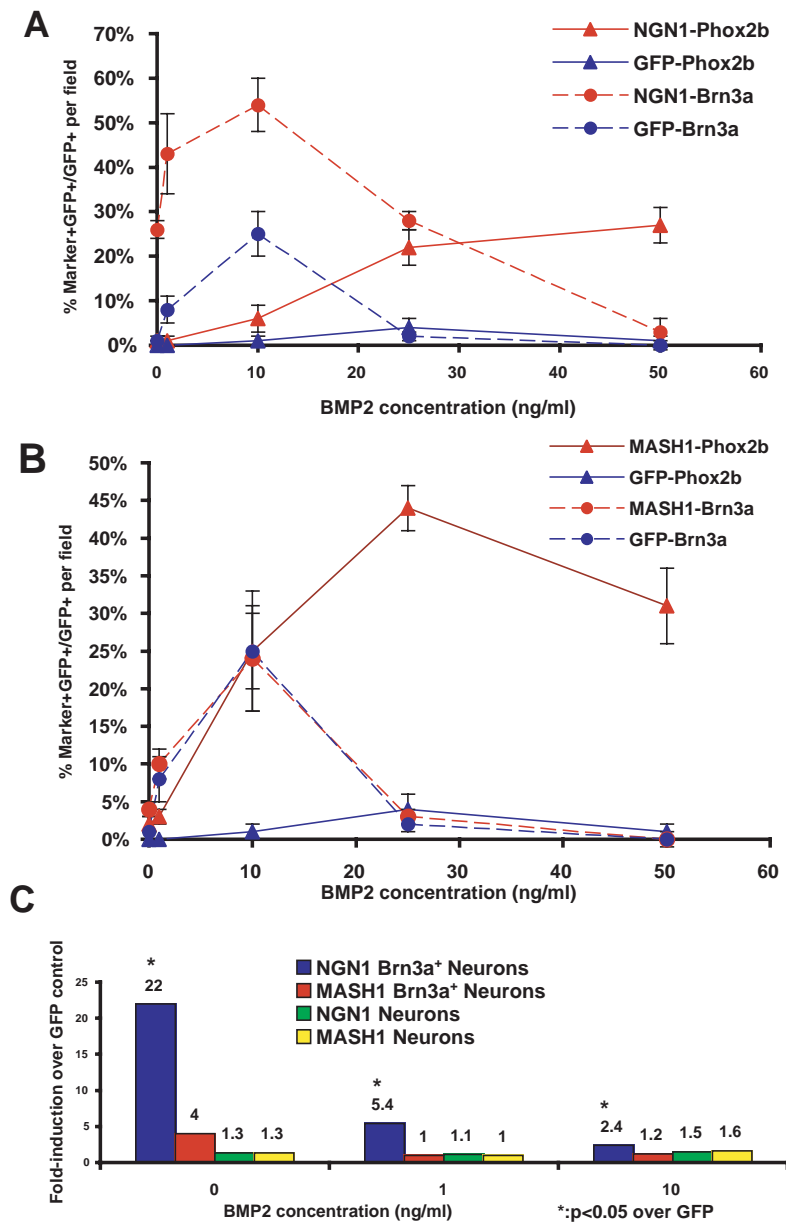 A
70%
60%
50%
40%
30%
20%
10%
0%
% Marker+GFP+/GFP+ per field
NGN1-Phox2b
GFP-Phox2b
NGN1-Brn3a
GFP-Brn3a
0 10 20 30 40 50 60
BMP2 concentration (ng/ml)
B
50%
45%
40%
35%
30%
25%
20%
15%
10%
5%
0%
% Marker+GFP+/GFP+ per field
MASH1-Phox2b
GFP-Phox2b
MASH1-Brn3a
GFP-Brn3a
0 10 20 30 40 50 60
BMP2 concentration (ng/ml)
C
Fold-induction over GFP control
25
20
15
10
5
0
NGN1 Brn3a⁺ Neurons
MASH1 Brn3a⁺ Neurons
NGN1 Neurons
MASH1 Neurons
* * *
22 4 1.3 1.3 5.4 1 1.1 1 2.4 1.2 1.5 1.6
0 1 10
BMP2 concentration (ng/ml)
*:p<0.05 over GFP